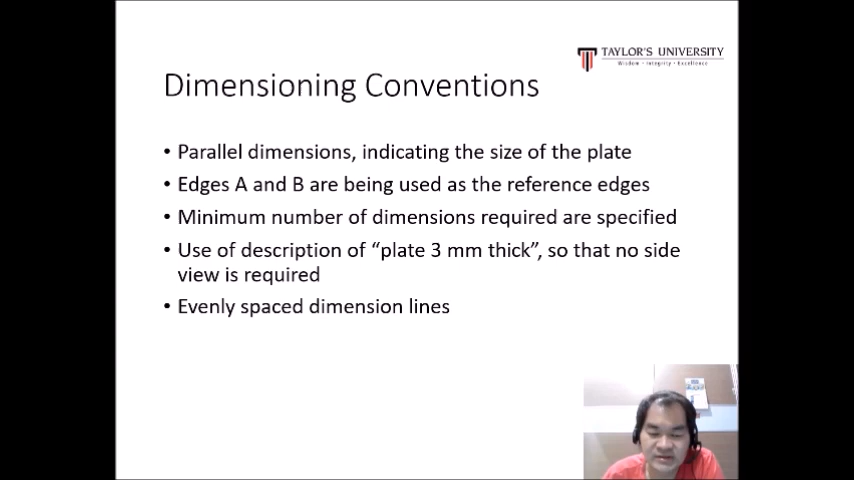 TAYLOR'S UNIVERSITY
Wisdom • Integrity • Excellence
Dimensioning Conventions
• Parallel dimensions, indicating the size of the plate
• Edges A and B are being used as the reference edges
• Minimum number of dimensions required are specified
• Use of description of “plate 3 mm thick”, so that no side
view is required
• Evenly spaced dimension lines